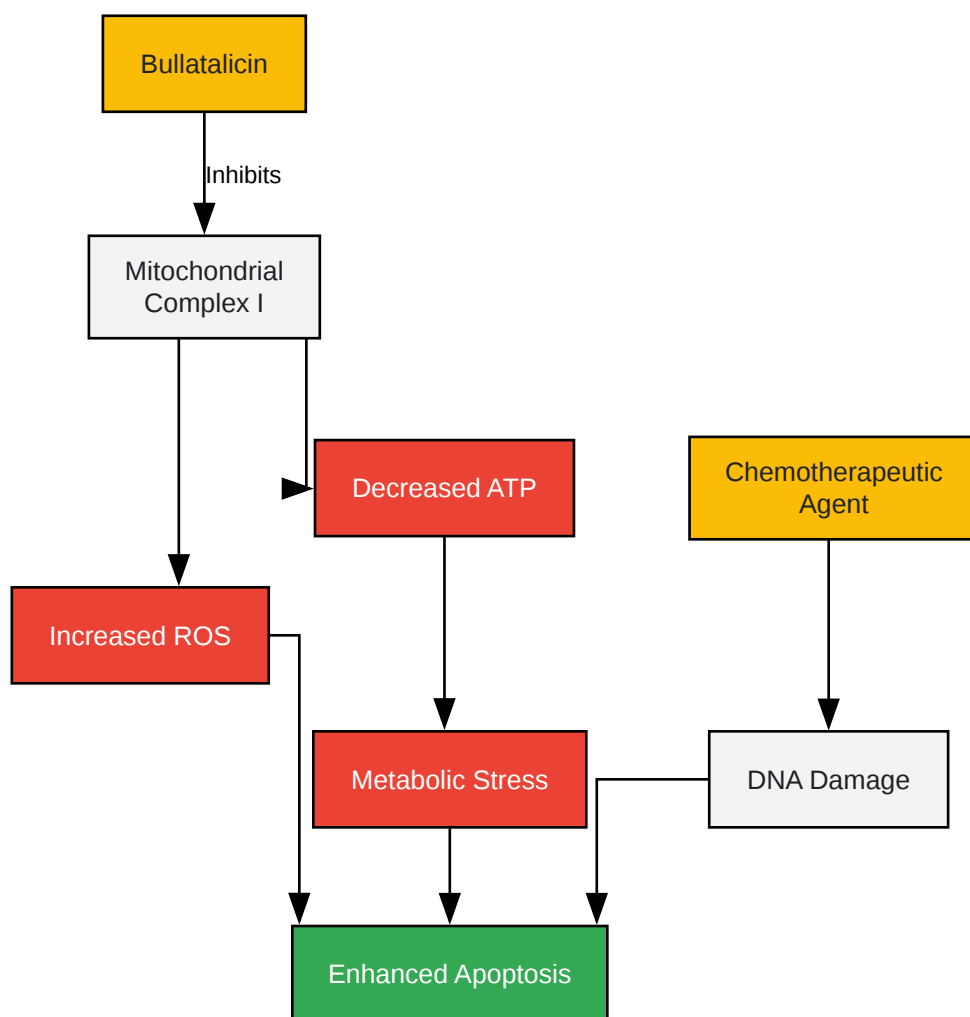 Bullatalicin
Inhibits
Mitochondrial
Complex I
Decreased ATP
Chemotherapeutic
Agent
Increased ROS
Metabolic Stress
DNA Damage
Enhanced Apoptosis